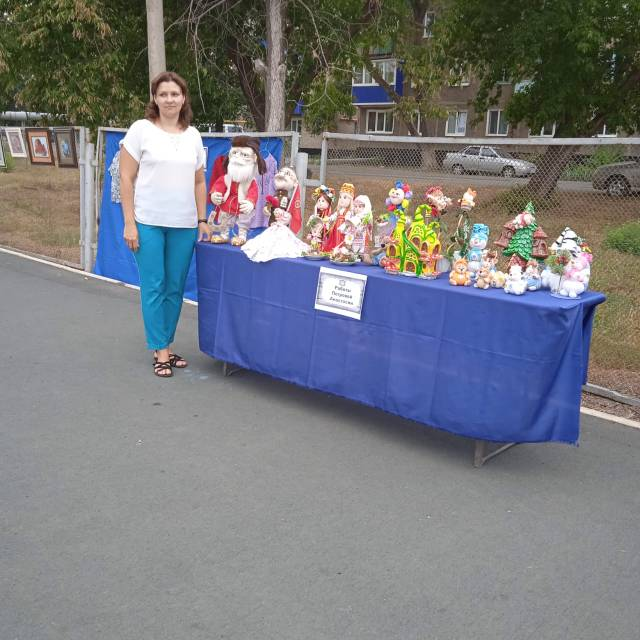 Работы
Петровой
Анастасии